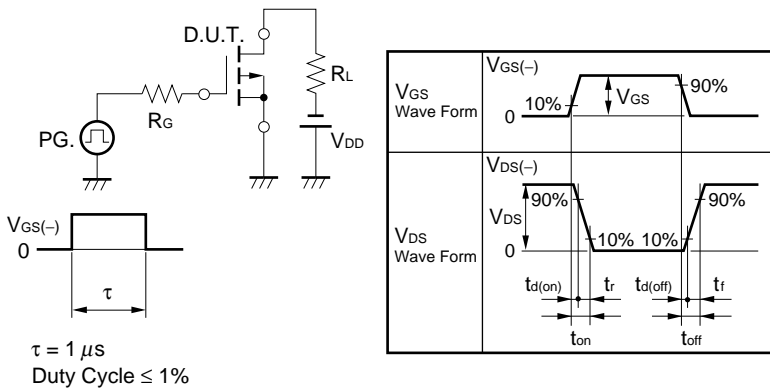 D.U.T.
RL
RG
PG.
VDD
VGS(−)
0
τ
τ = 1 μs
Duty Cycle ≤ 1%
VGS
Wave Form
VGS(−)
10%
VGS
90%
0
VDS
Wave Form
VDS(−)
VDS
90%
90%
10% 10%
0
td(on) tr td(off) tf
ton toff